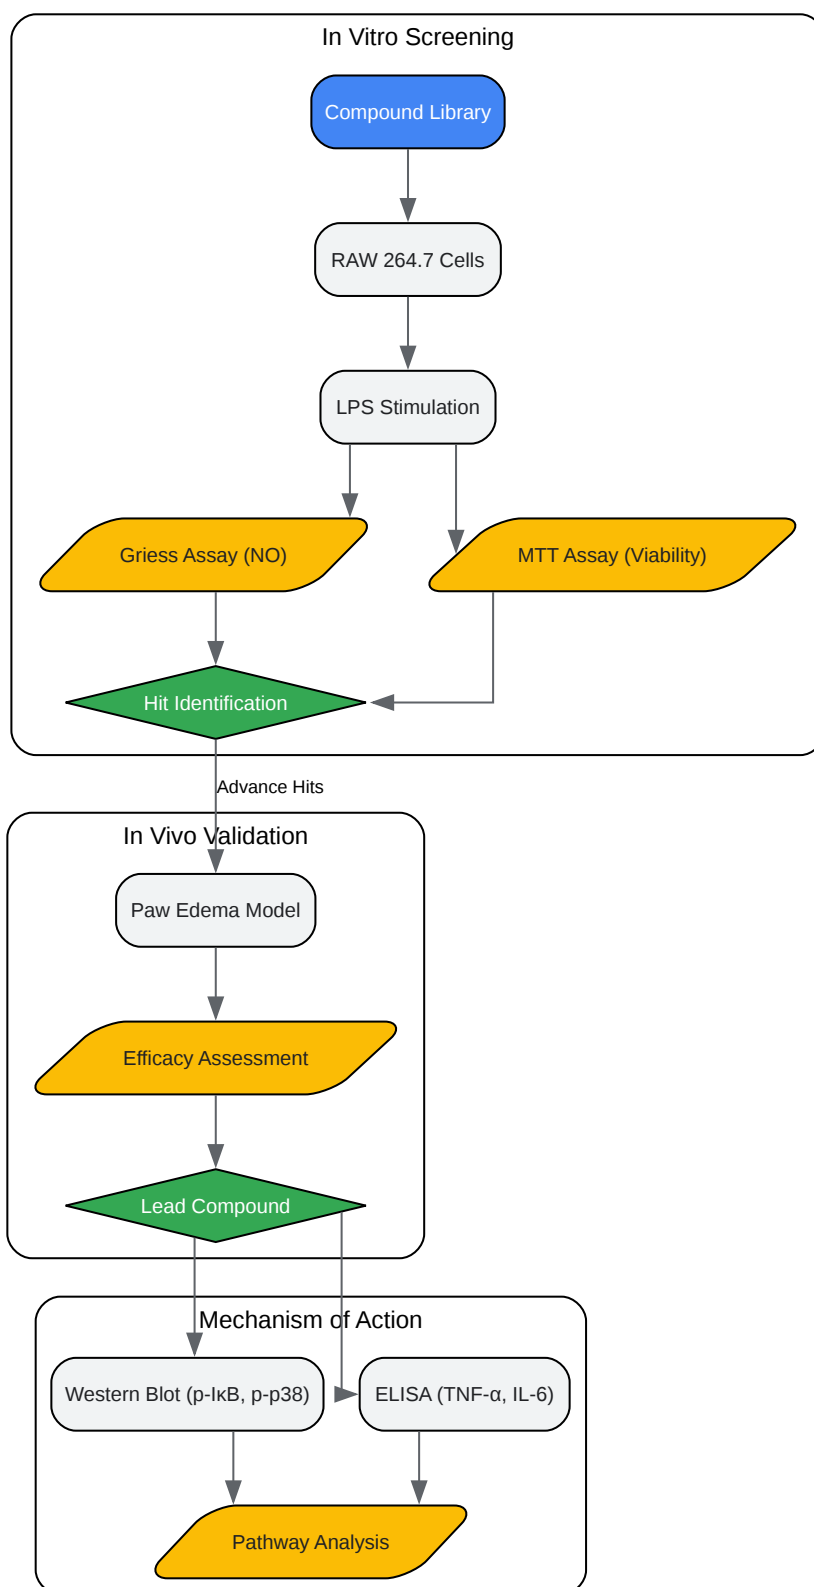 In Vitro Screening
Compound Library
RAW 264.7 Cells
LPS Stimulation
Griess Assay (NO)
MTT Assay (Viability)
Hit Identification
Advance Hits
In Vivo Validation
Paw Edema Model
Efficacy Assessment
Lead Compound
Mechanism of Action
Western Blot (p-IκB, p-p38)
ELISA (TNF-α, IL-6)
Pathway Analysis